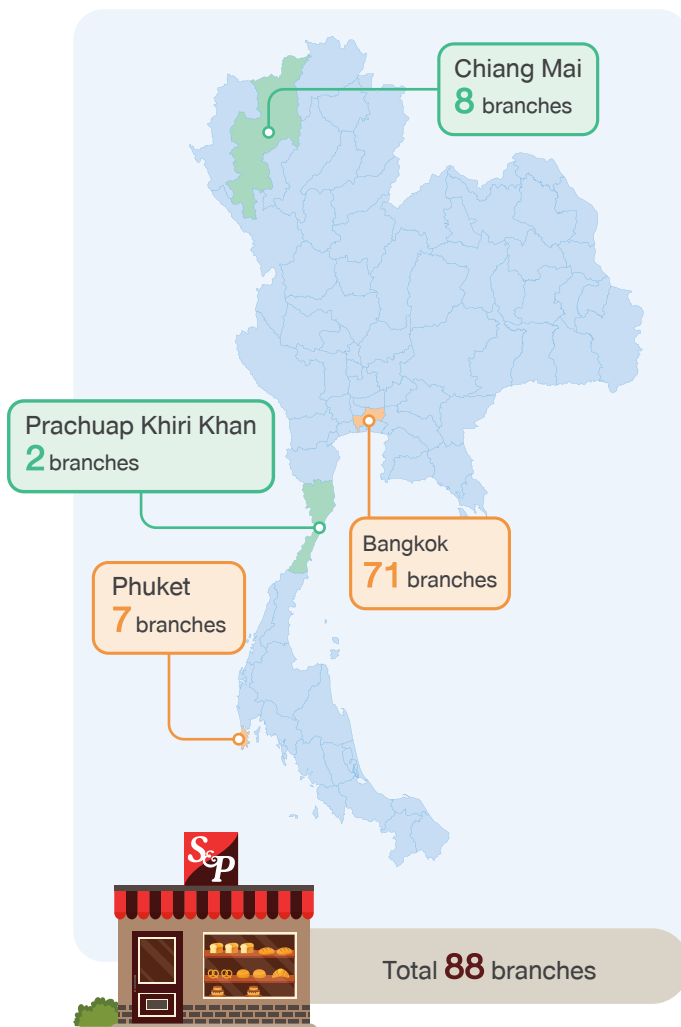 Chiang Mai
8 branches
Prachuap Khiri Khan
2 branches
Bangkok
71 branches
Phuket
7 branches
S&P
Total 88 branches